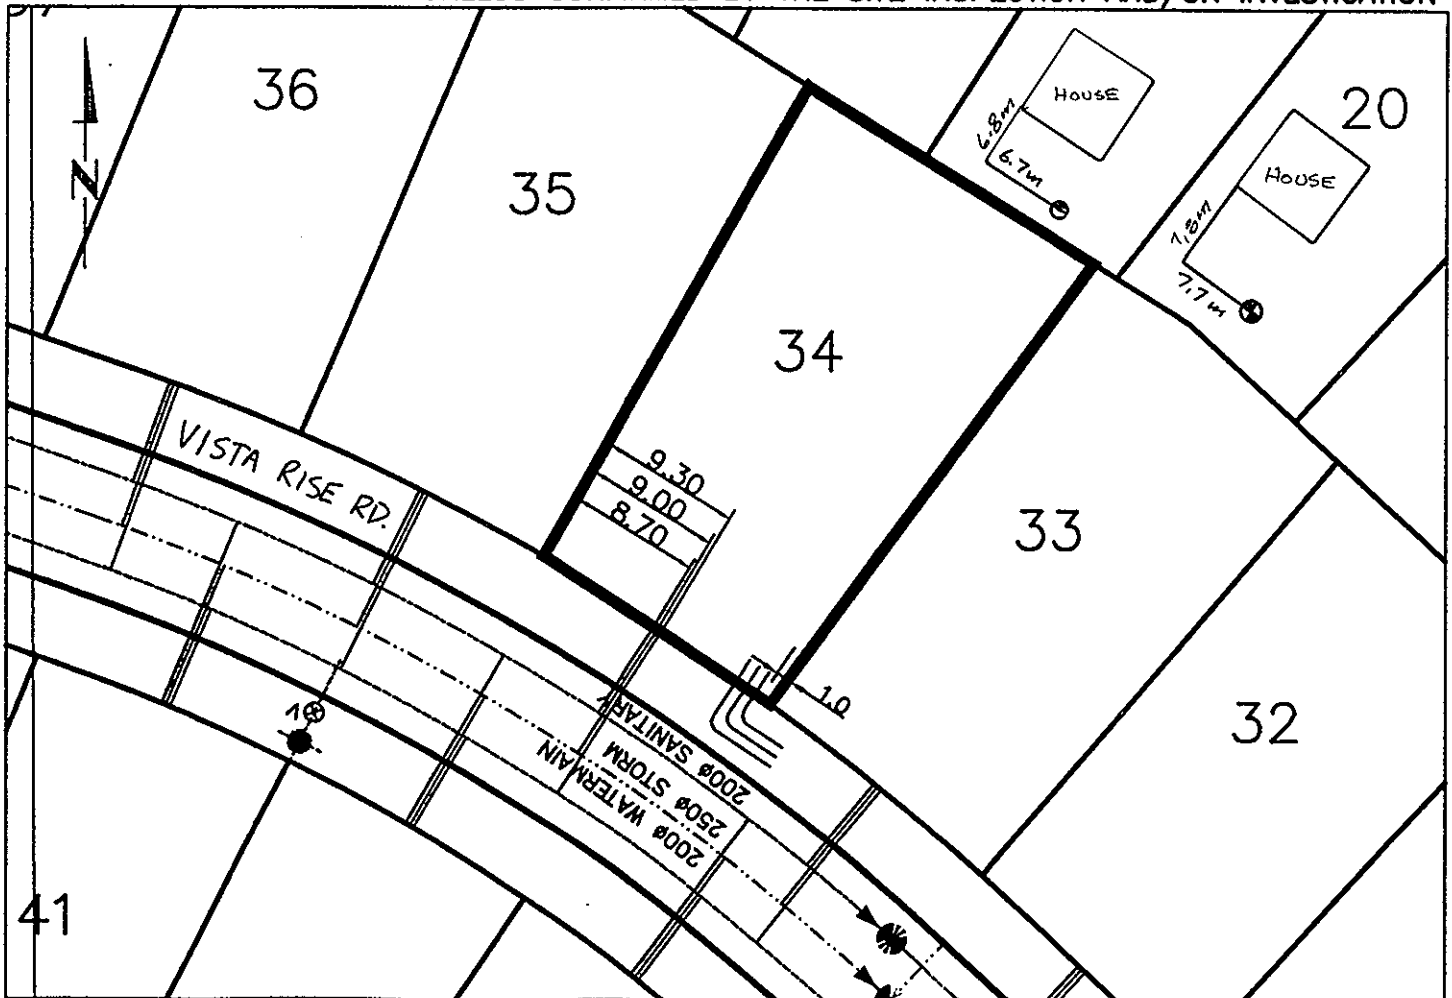 36
HOUSE
20
6.8m
6.7m
HOUSE
7.8m
7.7m
N
35
34
VISTA RISE RD.
9.30
9.00
8.70
33
1.0
32
V
200ø SANITARY
250ø STORM
200ø WATERMAIN
41